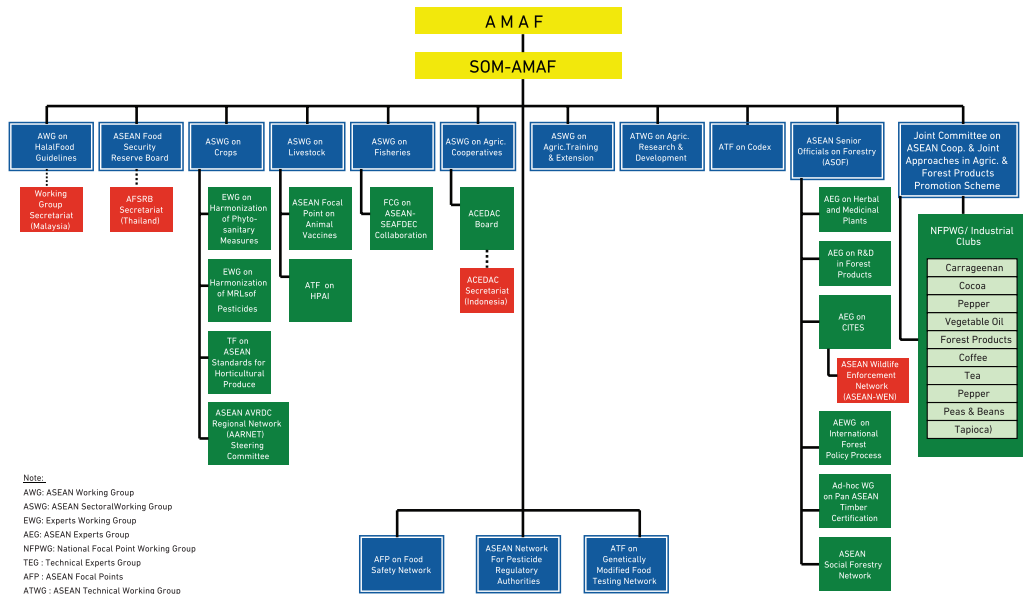 A M A F
SOM-AMAF
AWG on
HalalFood
Guidelines
ASEAN Food
Security
Reserve Board
ASWG on
Crops
ASWG on
Livestock
ASWG on
Fisheries
ASWG on Agric.
Cooperatives
ASWG on
Agric.Training
& Extension
ATWG on Agric.
Research &
Development
ATF on Codex
ASEAN Senior
Officials on Forestry
(ASOF)
Joint Committee on
ASEAN Coop. & Joint
Approaches in Agric. &
Forest Products
Promotion Scheme
Working
Group
Secretariat
(Malaysia)
AFSRB
Secretariat
(Thailand)
EWG on
Harmonization
of Phyto-
sanitary
Measures
EWG on
Harmonization
of MRLsof
Pesticides
TF on
ASEAN
Standards for
Horticultural
Produce
ASEAN AVRDC
Regional Network
(AARNET)
Steering
Committee
ASEAN Focal
Point on
Animal
Vaccines
ATF on
HPAI
FCG on
ASEAN-
SEAFDEC
Collaboration
ACEDAC
Board
ACEDAC
Secretariat
(Indonesia)
AEG on Herbal
and Medicinal
Plants
AEG on R&D
in Forest
Products
AEG on
CITES
ASEAN Wildlife
Enforcement
Network
(ASEAN-WEN)
AEWG on
International
Forest
Policy Process
Ad-hoc WG
on Pan ASEAN
Timber
Certification
ASEAN
Social Forestry
Network
NFPWG/ Industrial
Clubs
Carrageenan
Cocoa
Pepper
Vegetable Oil
Forest Products
Coffee
Tea
Pepper
Peas & Beans
Tapioca)
AFP on Food
Safety Network
ASEAN Network
For Pesticide
Regulatory
Authorities
ATF on
Genetically
Modified Food
Testing Network
Note:
AWG: ASEAN Working Group
ASWG: ASEAN SectoralWorking Group
EWG: Experts Working Group
AEG: ASEAN Experts Group
NFPWG: National Focal Point Working Group
TEG : Technical Experts Group
AFP : ASEAN Focal Points
ATWG : ASEAN Technical Working Group